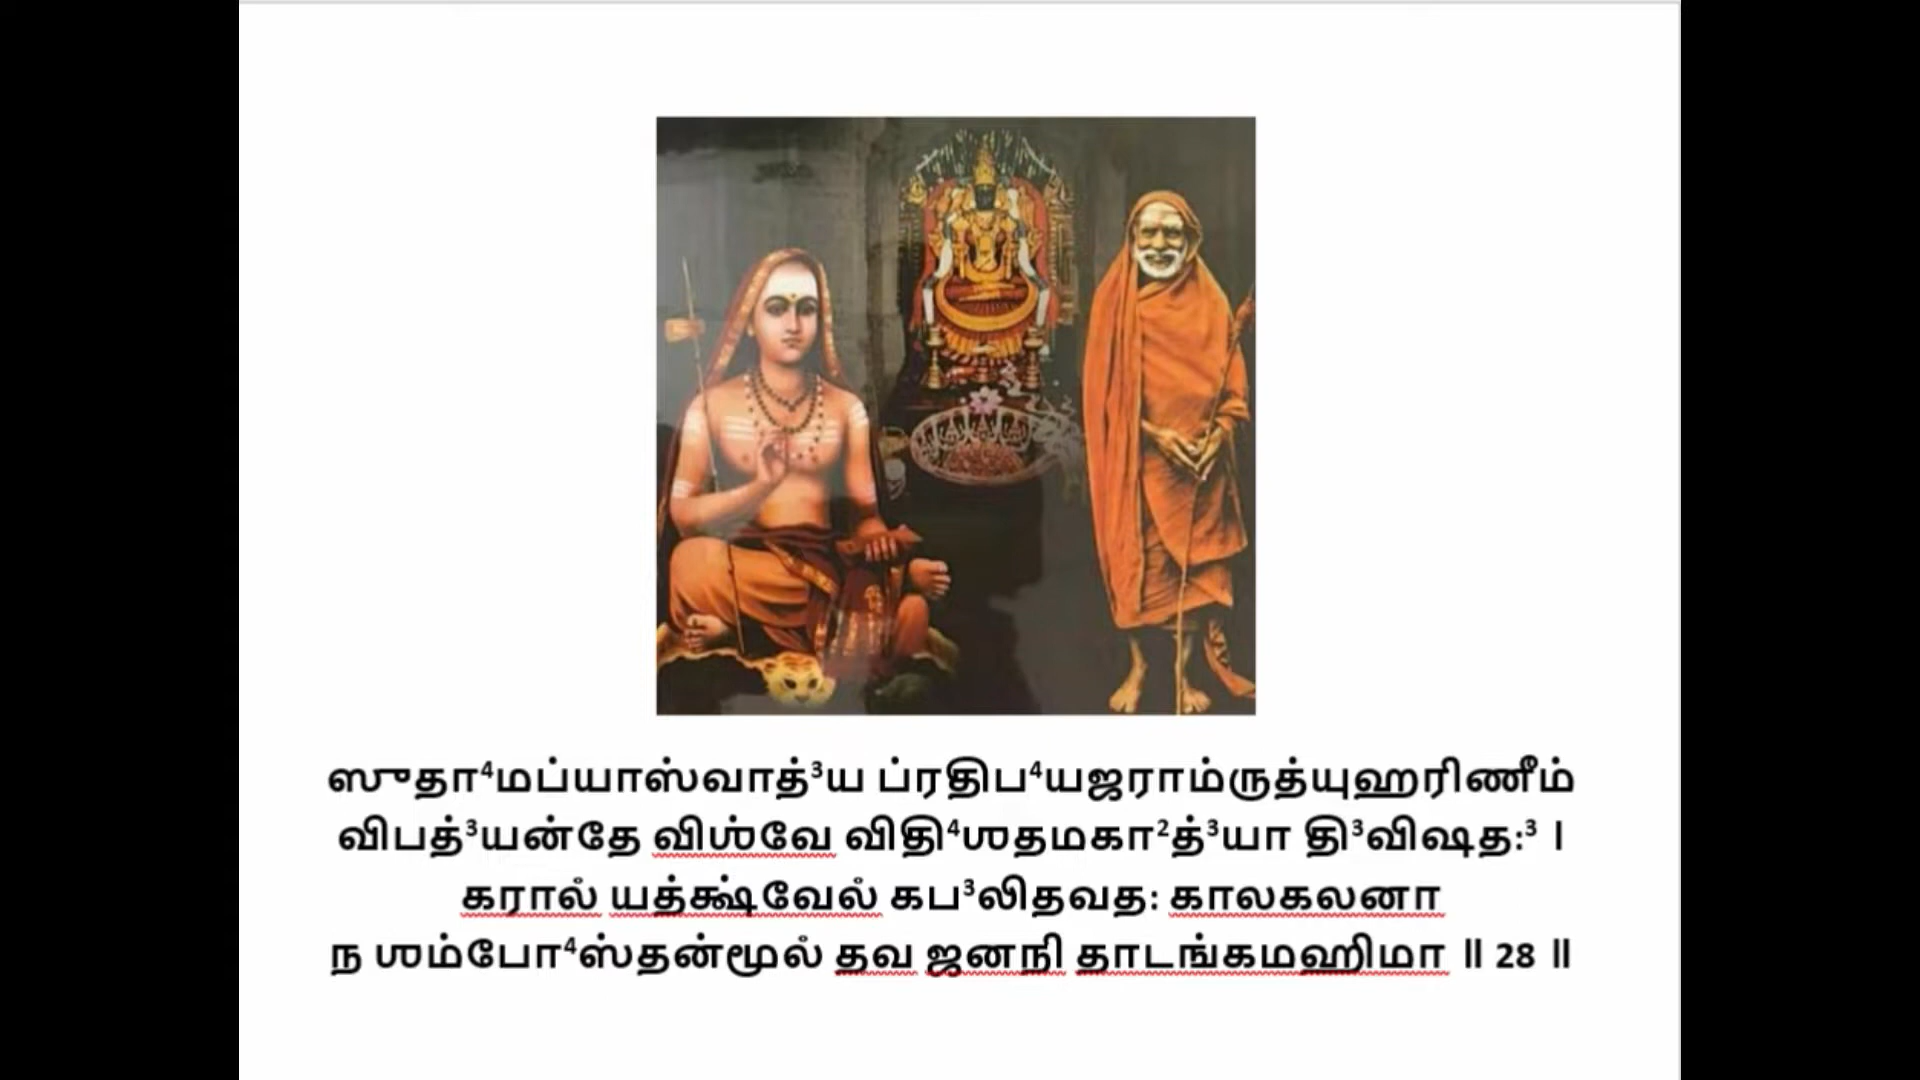 ஸுதா⁴மப்யாஸ்வாத்³ய ப்ரதிப⁴யஜராம்ருத்யுஹரிணீம்
விபத்³யன்தே விஶ்வே விதி⁴ஶதமகா²த்³யா தி³விஷத:³ ।
கரால் யத்க்ஷ்வேல் கப³லிதவத: காலகலனா
ந ஶம்போ⁴ஸ்தன்மூல் தவ ஜனநி தாடங்கமஹிமா ॥ 28 ॥